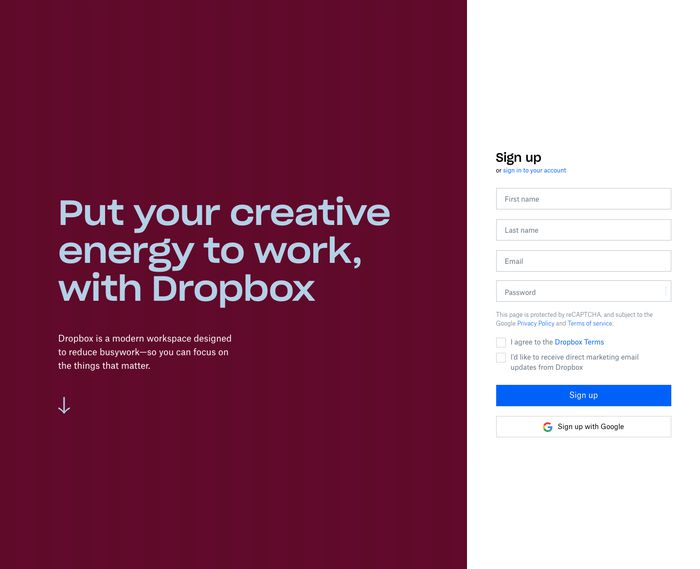 Put your creative
energy to work,
with Dropbox
Dropbox is a modern workspace designed
to reduce busywork—so you can focus on
the things that matter.
Sign up
or sign in to your account
First name
Last name
Email
Password
This page is protected by reCAPTCHA, and subject to the
Google Privacy Policy and Terms of service.
I agree to the Dropbox Terms
I'd like to receive direct marketing email
updates from Dropbox
Sign up
Sign up with Google